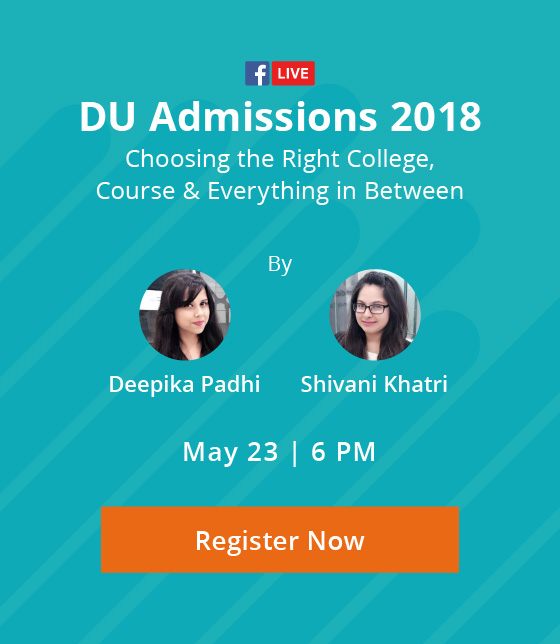 f LIVE
DU Admissions 2018
Choosing the Right College,
Course & Everything in Between
By
Deepika Padhi
Shivani Khatri
May 23 | 6 PM
Register Now